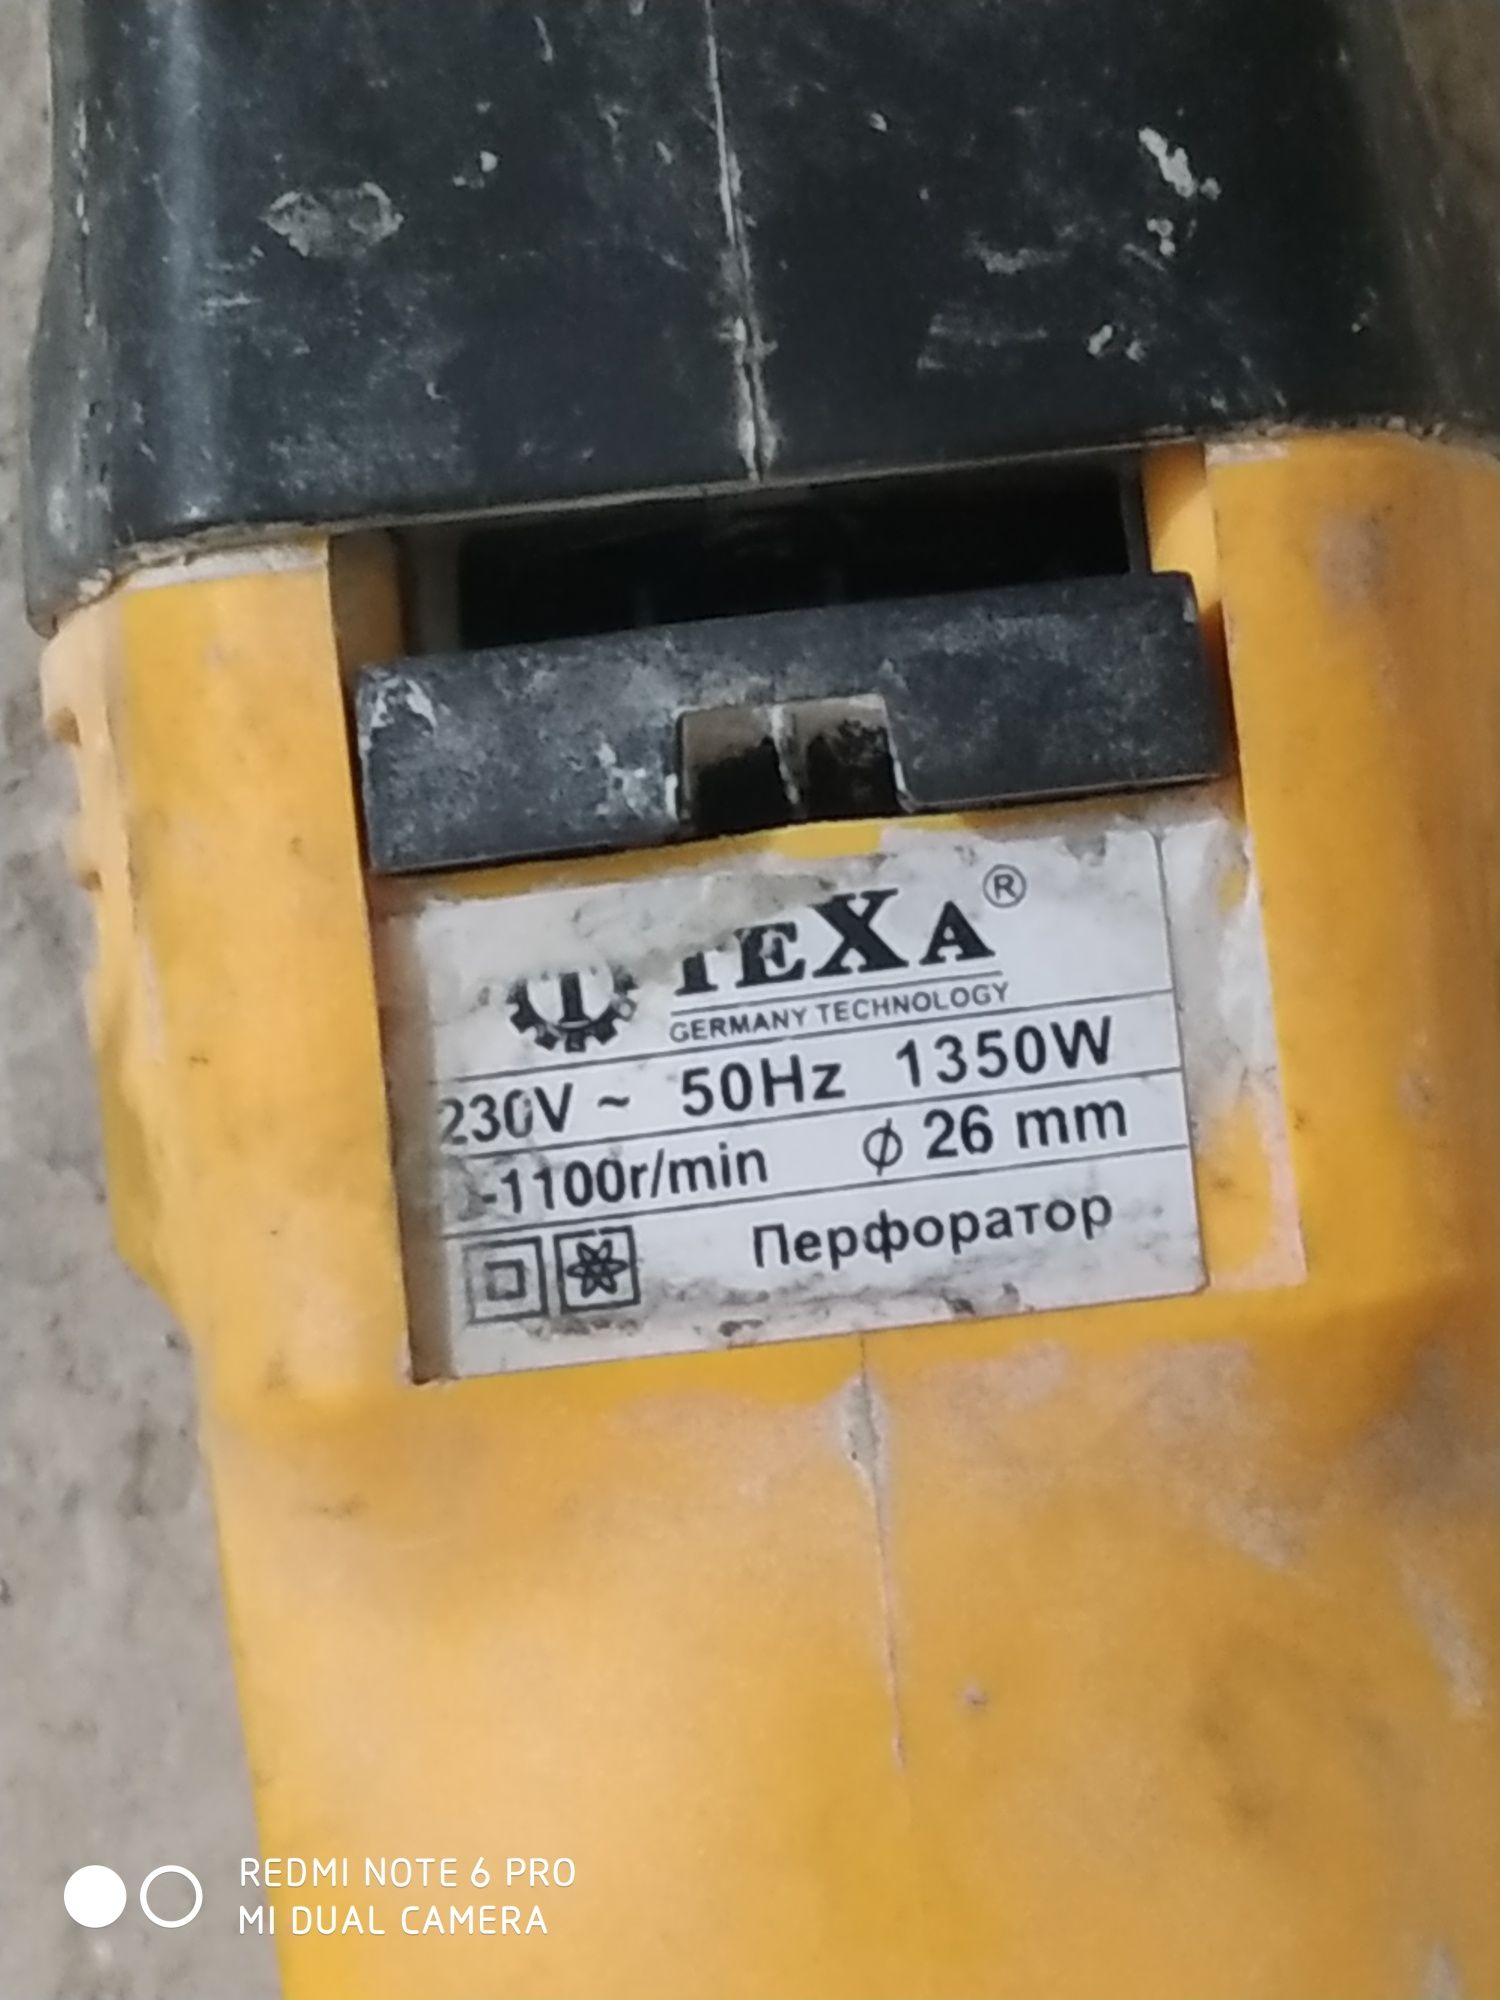 TEXA®
GERMANY TECHNOLOGY
230V ~ 50Hz 1350W
-1100r/min ϕ 26 mm
Перфоратор
REDMI NOTE 6 PRO
MI DUAL CAMERA